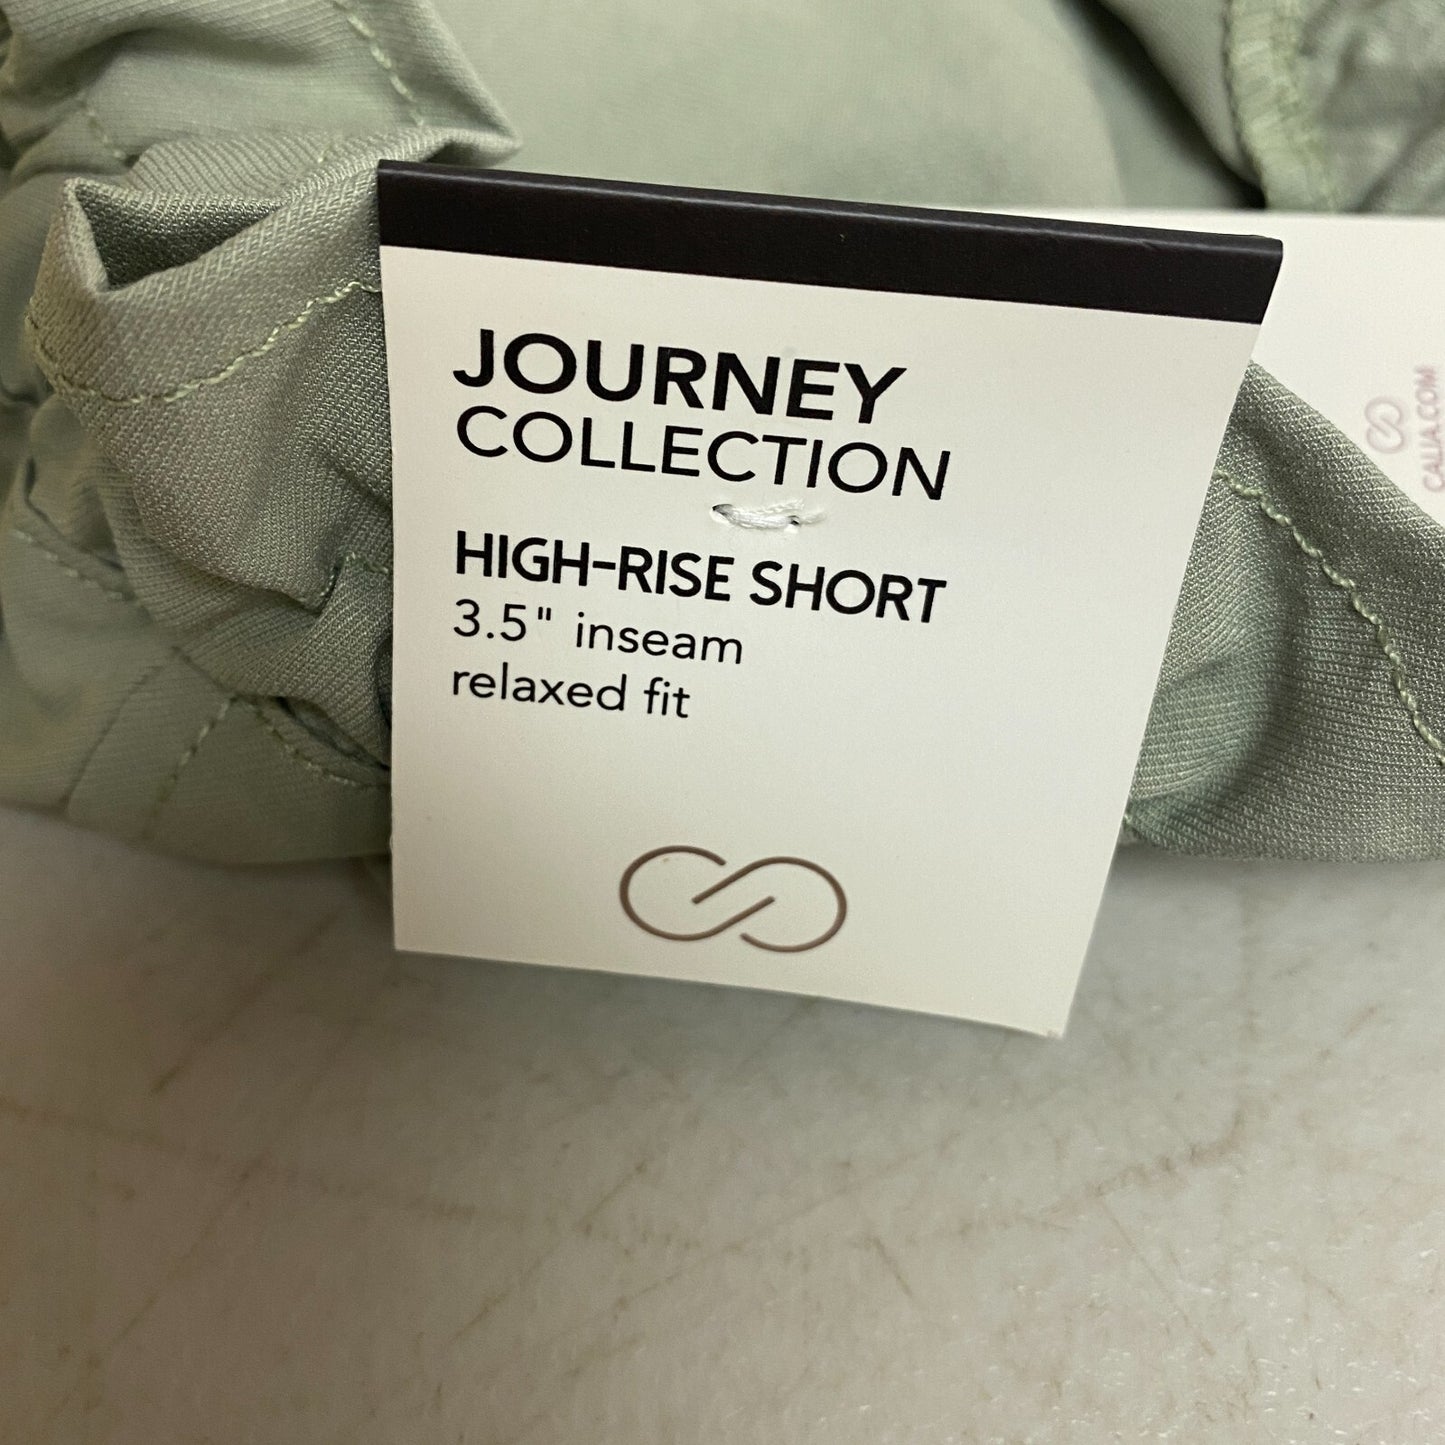 JOURNEY
COLLECTION
HIGH-RISE SHORT
3.5" inseam
relaxed fit
CALIA.COM